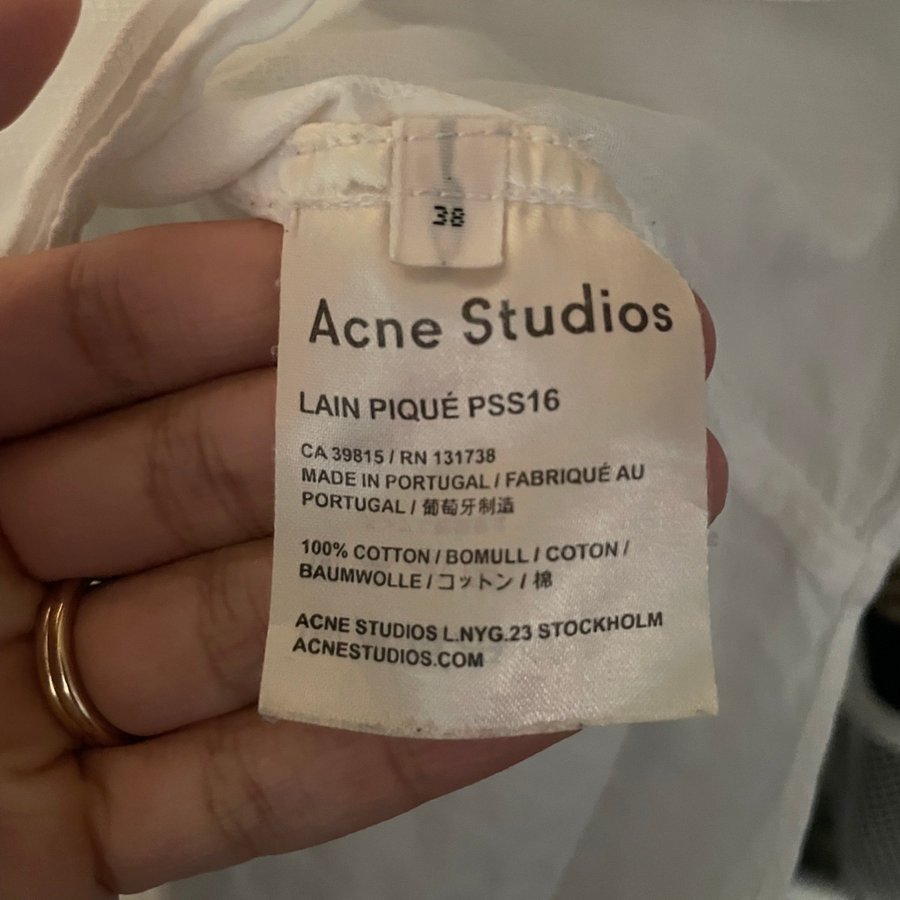 38
Acne Studios
LAIN PIQUÉ PSS16
CA 39815 / RN 131738
MADE IN PORTUGAL / FABRIQUÉ AU
PORTUGAL / 葡萄牙制造
100% COTTON / BOMULL / COTON /
BAUMWOLLE / コットン / 棉
ACNE STUDIOS L.NYG.23 STOCKHOLM
ACNESTUDIOS.COM